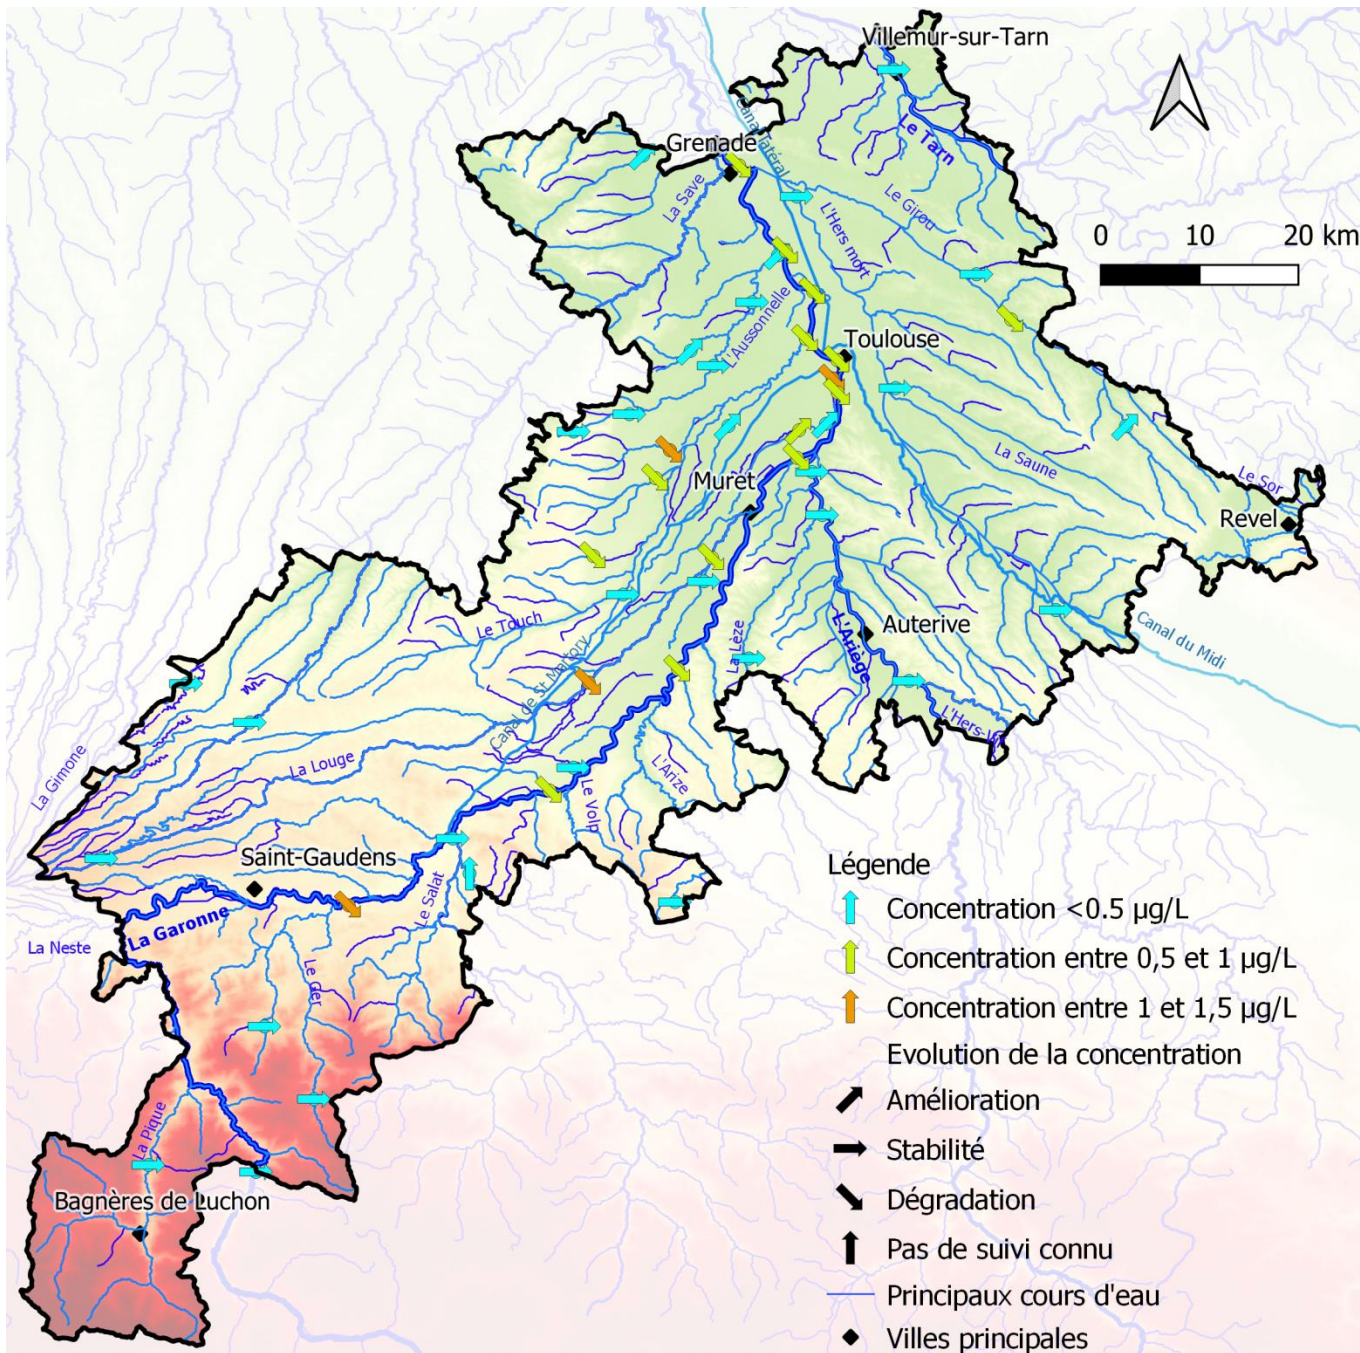 Villemur-sur-Tarn
Canal latéral
Le Tarn
Grenade
La Save
Le Girou
L'Hers mort
0 10 20 km
L'Aussonnelle
Toulouse
La Saune
Le Sor
Muret
Revel
Le Touch
Auterive
L'Ariège
Canal du Midi
La Lèze
Canal de St Martory
L'Hers-Vi
La Gimone
La Louge
L'Arize
Le Volp
Saint-Gaudens
Le Salat
La Garonne
La Neste
Le Ger
La Pique
Bagnères de Luchon
Légende
Concentration <0.5 µg/L
Concentration entre 0,5 et 1 µg/L
Concentration entre 1 et 1,5 µg/L
Evolution de la concentration
Amélioration
Stabilité
Dégradation
Pas de suivi connu
Principaux cours d'eau
Villes principales